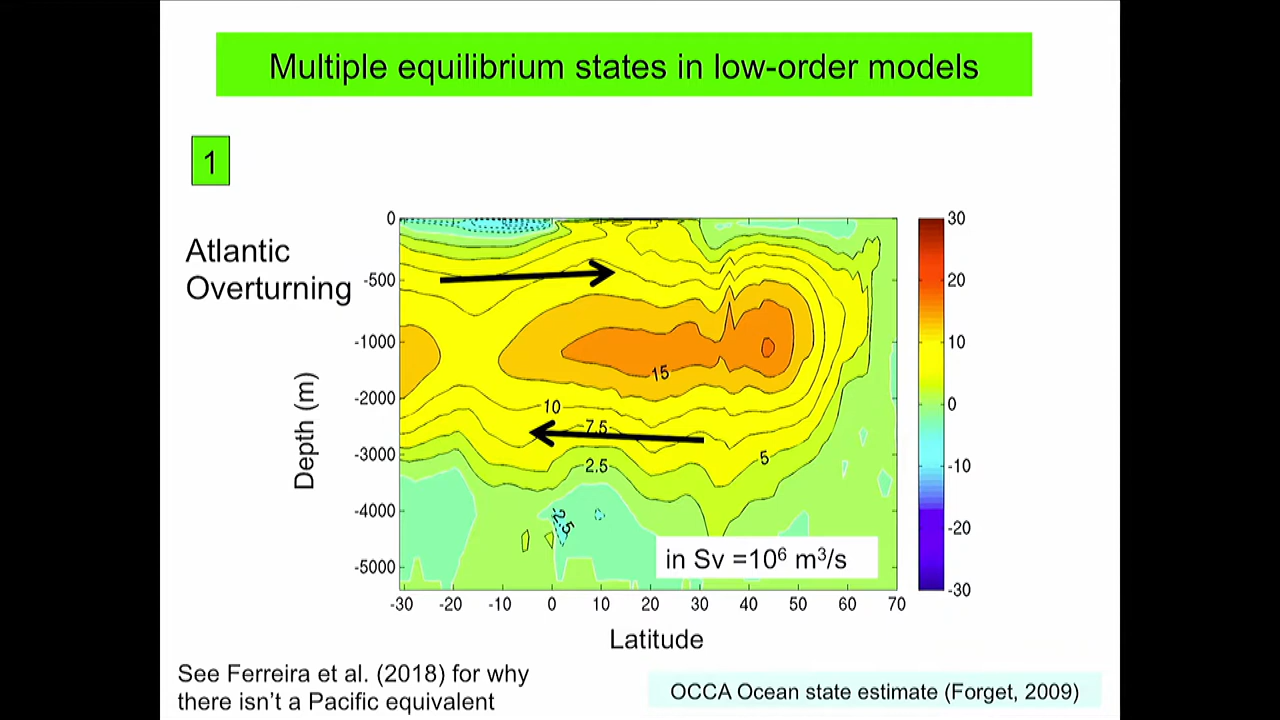 Multiple equilibrium states in low-order models
1
Atlantic
Overturning
Depth (m)
0
-500
-1000
-2000
-3000
-4000
-5000
15
10
7.5
5
2.5
-2.5
in Sv =10⁶ m³/s
-30 -20 -10 0 10 20 30 40 50 60 70
Latitude
30
20
10
0
-10
-20
-30
See Ferreira et al. (2018) for why
there isn't a Pacific equivalent
OCCA Ocean state estimate (Forget, 2009)